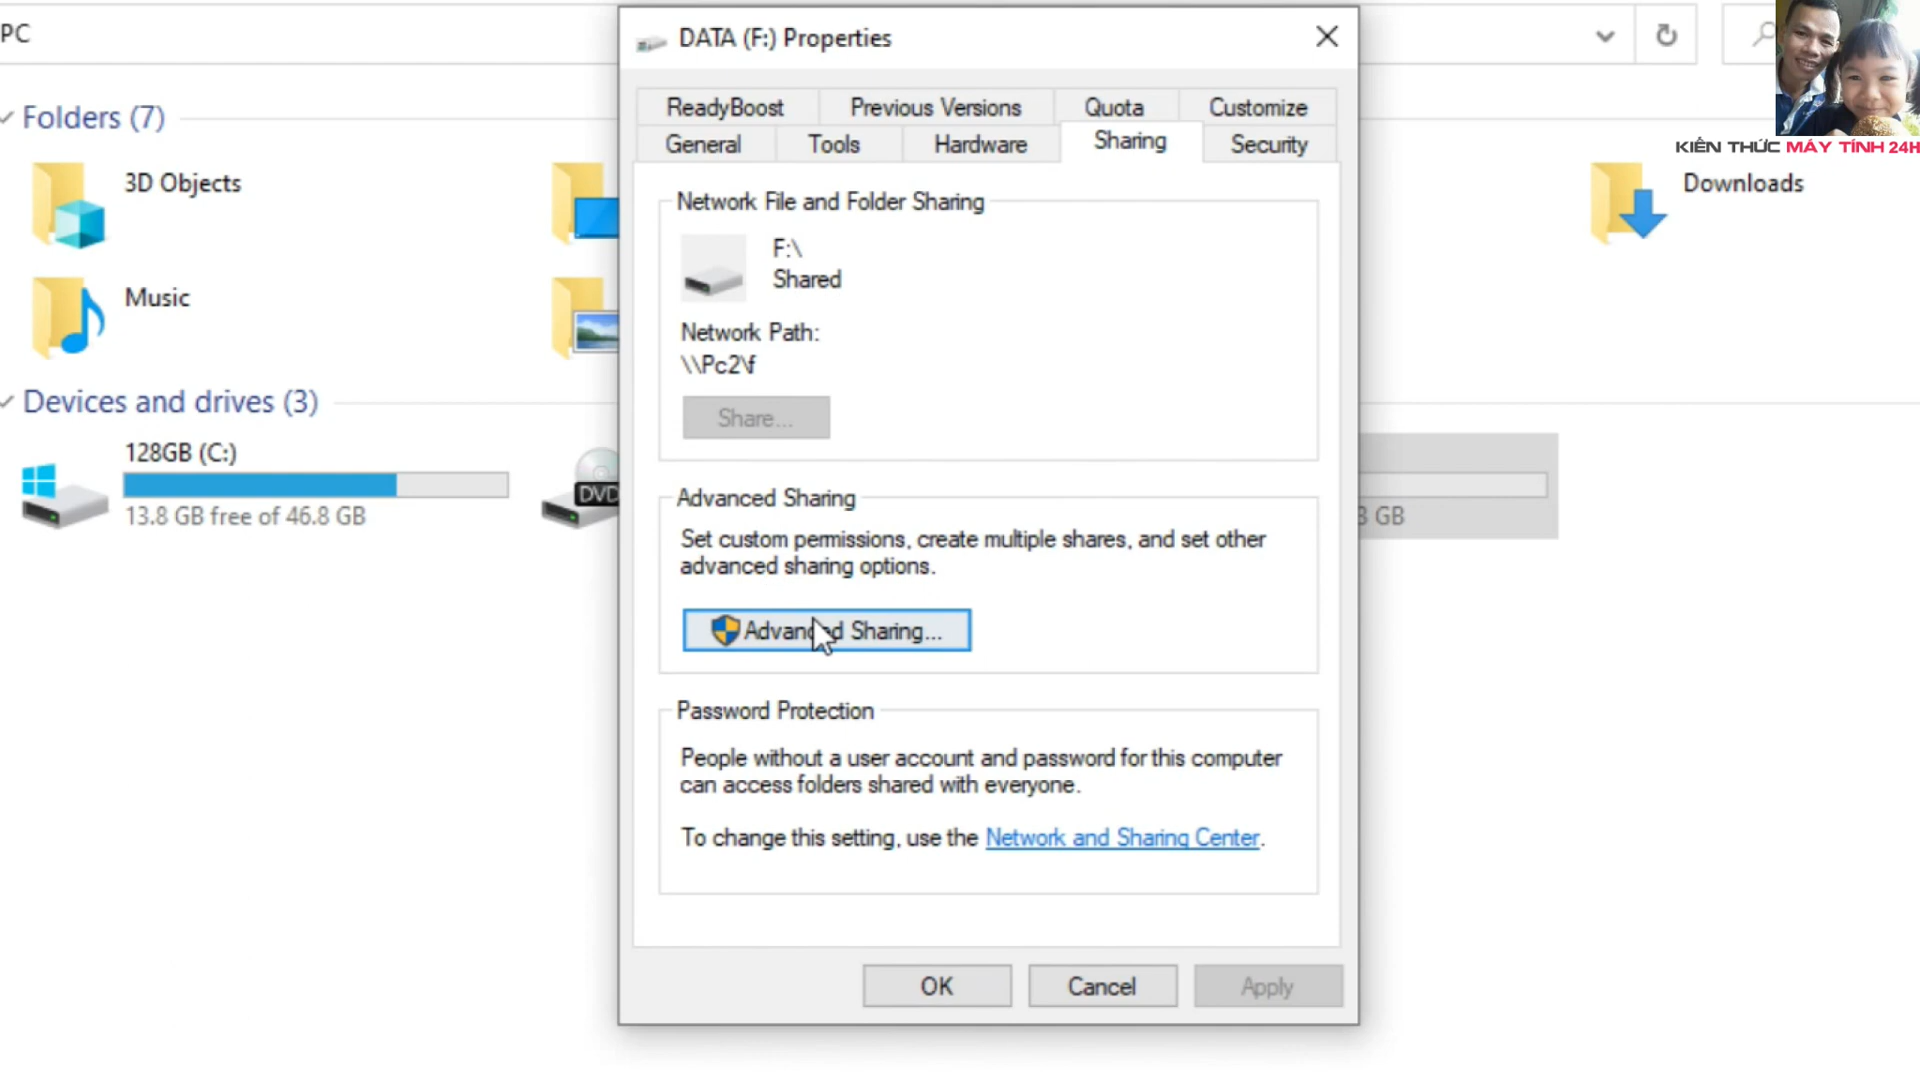 PC
DATA (F:) Properties
KIẾN THỨC MÁY TÍNH 24H
Folders (7)
3D Objects
Music
Downloads
Devices and drives (3)
128GB (C:)
13.8 GB free of 46.8 GB
DVD
GB
ReadyBoost
Previous Versions
Quota
Customize
General
Tools
Hardware
Sharing
Security
Network File and Folder Sharing
F:\
Shared
Network Path:
\\Pc2\f
Share...
Advanced Sharing
Set custom permissions, create multiple shares, and set other
advanced sharing options.
Advanced Sharing...
Password Protection
People without a user account and password for this computer
can access folders shared with everyone.
To change this setting, use the Network and Sharing Center.
OK
Cancel
Apply